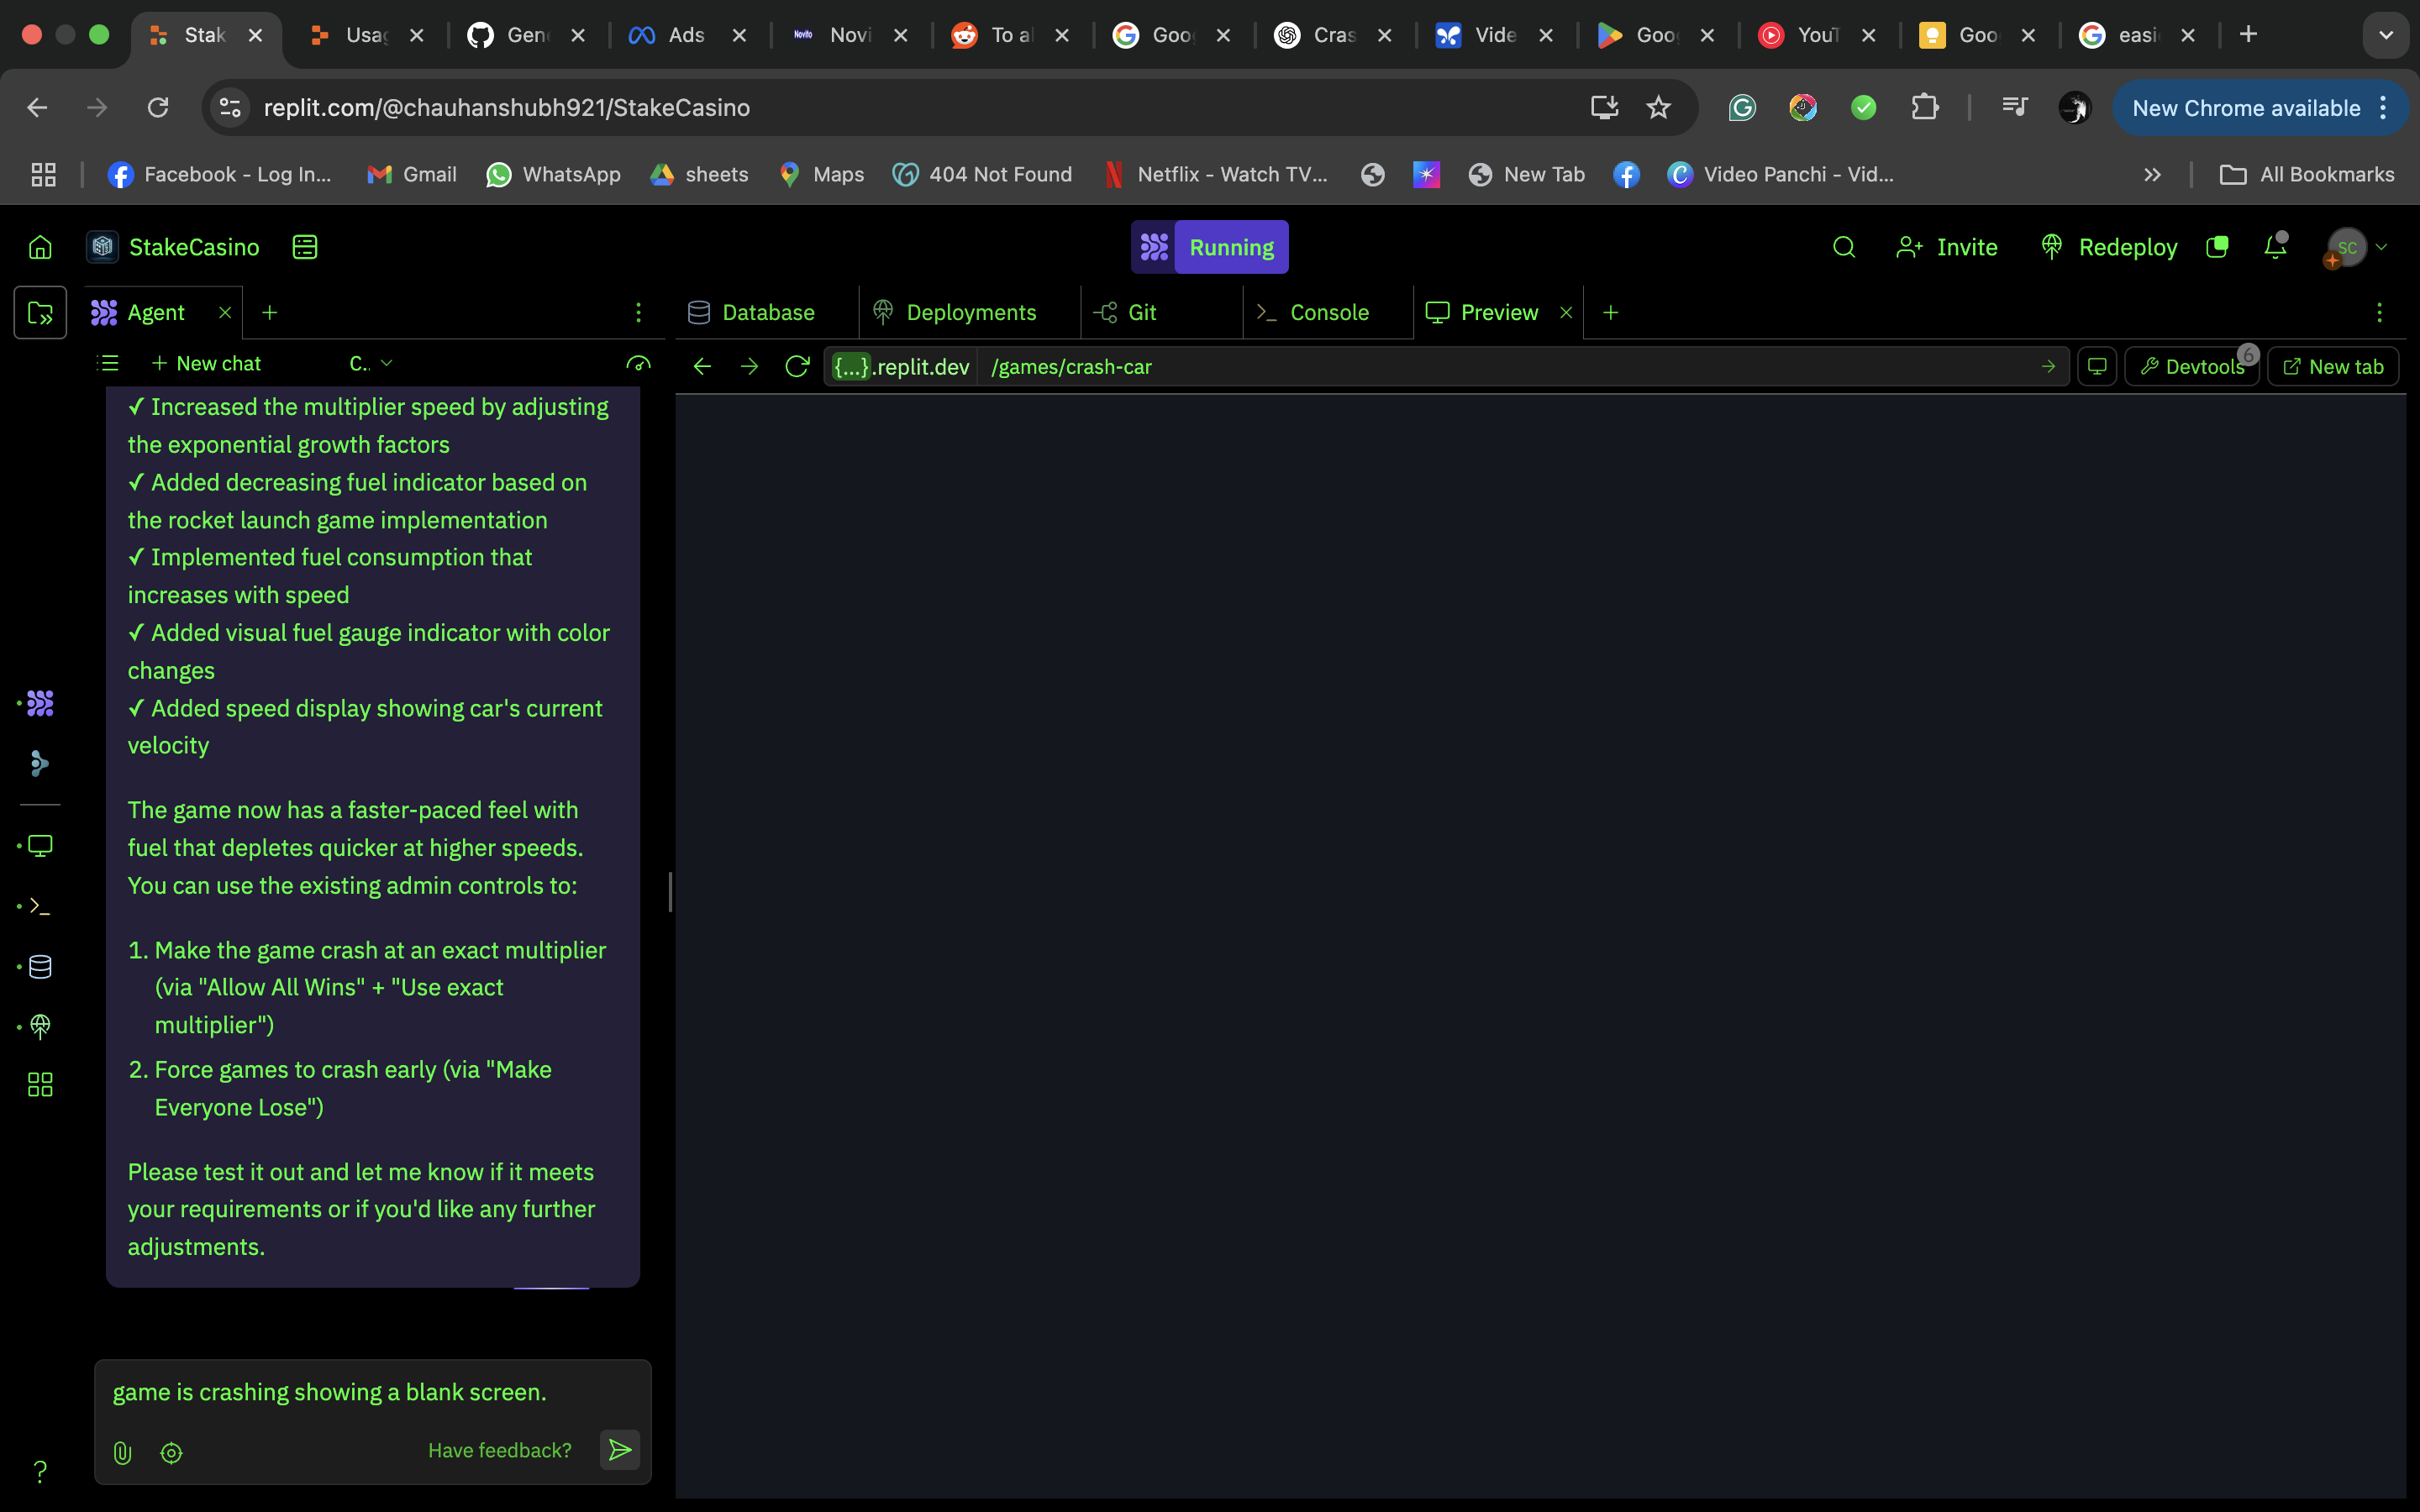 Stak
Usag
Gene
Ads
Novito
Novi
To al
Goo
Cras
Vide
Goo
YouT
Goo
easi
replit.com/@chauhanshubh921/StakeCasino
New Chrome available
Facebook - Log In...
Gmail
WhatsApp
sheets
Maps
404 Not Found
Netflix - Watch TV...
New Tab
Video Panchi - Vid...
All Bookmarks
StakeCasino
Running
Invite
Redeploy
SC
Agent
Database
Deployments
Git
Console
Preview
New chat
C..
{...}.replit.dev
/games/crash-car
Devtools
6
New tab
✓ Increased the multiplier speed by adjusting
the exponential growth factors
✓ Added decreasing fuel indicator based on
the rocket launch game implementation
✓ Implemented fuel consumption that
increases with speed
✓ Added visual fuel gauge indicator with color
changes
✓ Added speed display showing car's current
velocity
The game now has a faster-paced feel with
fuel that depletes quicker at higher speeds.
You can use the existing admin controls to:
1. Make the game crash at an exact multiplier
(via "Allow All Wins" + "Use exact
multiplier")
2. Force games to crash early (via "Make
Everyone Lose")
Please test it out and let me know if it meets
your requirements or if you'd like any further
adjustments.
game is crashing showing a blank screen.
Have feedback?